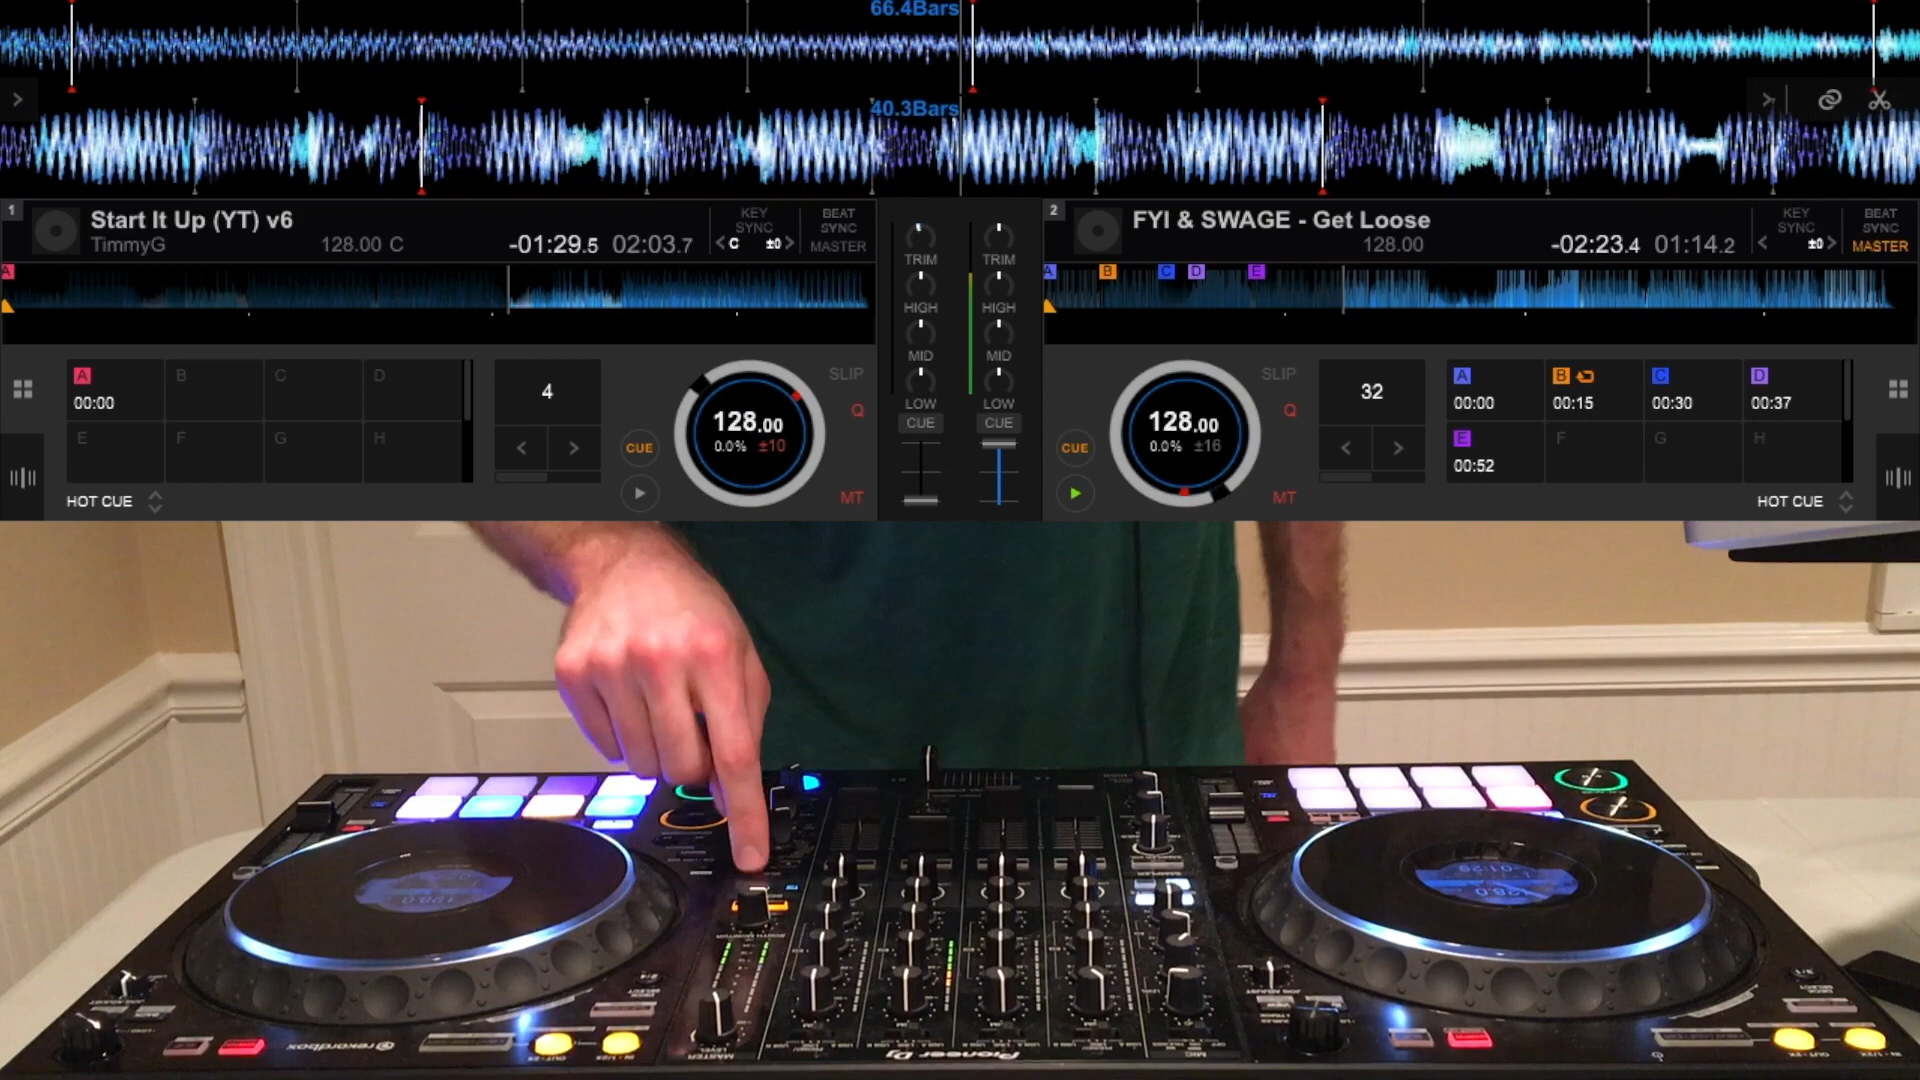 66.4Bars
40.3Bars
1
Start It Up (YT) v6
TimmyG
128.00 C
-01:29.5 02:03.7
KEY SYNC
< C ±0 >
BEAT SYNC
MASTER
A
A
00:00
B
C
D
E
F
G
H
HOT CUE
4
< >
CUE
128.00
0.0% ±10
SLIP
Q
MT
TRIM
TRIM
HIGH
HIGH
MID
MID
LOW
LOW
CUE
CUE
2
FYI & SWAGE - Get Loose
128.00
-02:23.4 01:14.2
KEY SYNC
< ±0 >
BEAT SYNC
MASTER
A B C D E
CUE
128.00
0.0% ±16
SLIP
Q
MT
32
< >
A
00:00
B
00:15
C
00:30
D
00:37
E
00:52
F
G
H
HOT CUE
rekordbox
Pioneer Dj